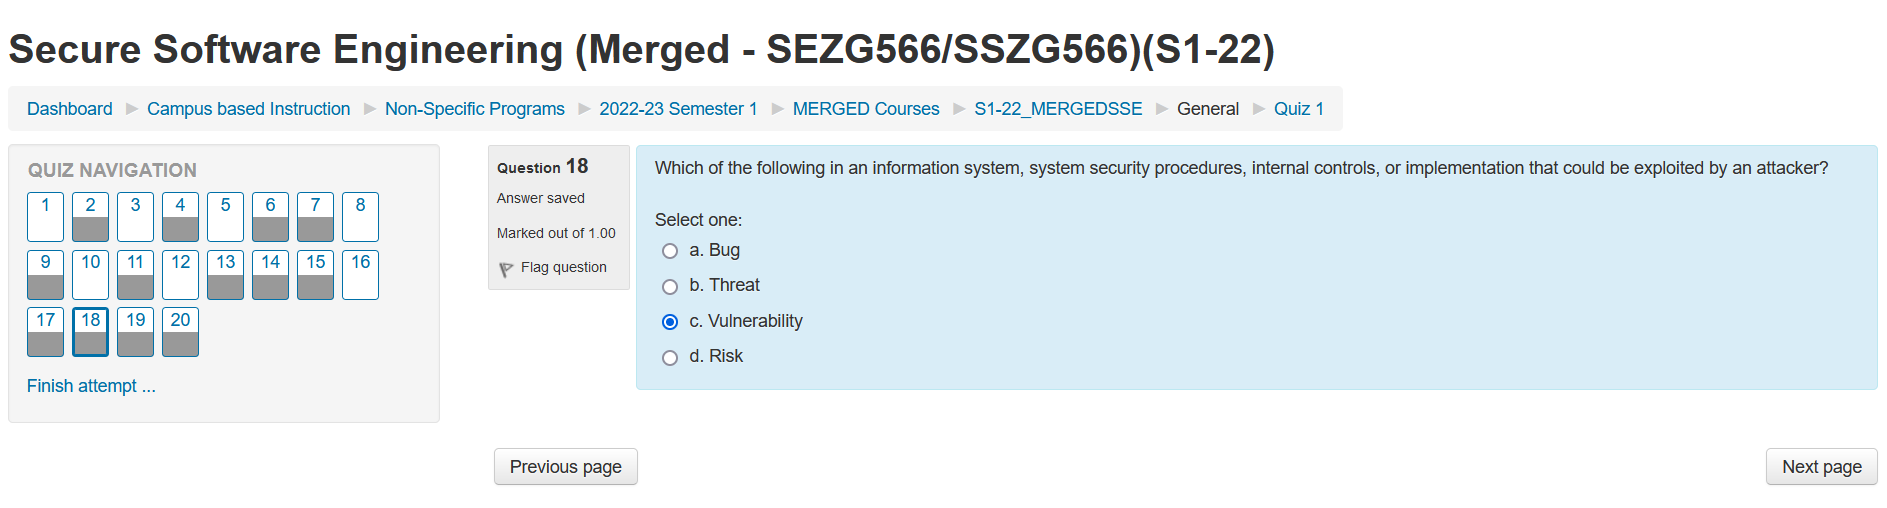 Secure Software Engineering (Merged - SEZG566/SSZG566)(S1-22)
Dashboard Campus based Instruction Non-Specific Programs 2022-23 Semester 1 MERGED Courses S1-22_MERGEDSSE General Quiz 1
QUIZ NAVIGATION
1 2 3 4 5 6 7 8
9 10 11 12 13 14 15 16
17 18 19 20
Finish attempt ...
Question 18
Answer saved
Marked out of 1.00
Flag question
Which of the following in an information system, system security procedures, internal controls, or implementation that could be exploited by an attacker?
Select one:
a. Bug
b. Threat
c. Vulnerability
d. Risk
Previous page
Next page